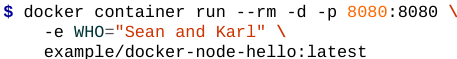 $ docker container run --rm -d -p 8080:8080 \
-e WHO="Sean and Karl" \
example/docker-node-hello:latest